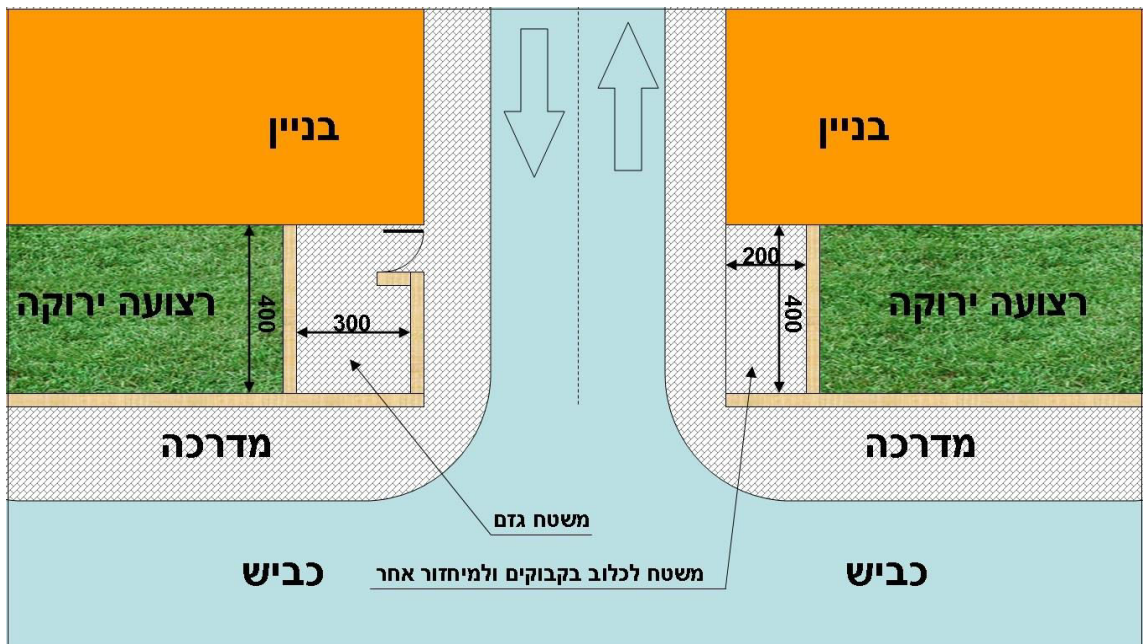 בניין
בניין
רצועה ירוקה
400
300
200
400
רצועה ירוקה
מדרכה
מדרכה
משטח גזם
משטח לכלוב בקבוקים ולמיחזור אחר
כביש
כביש